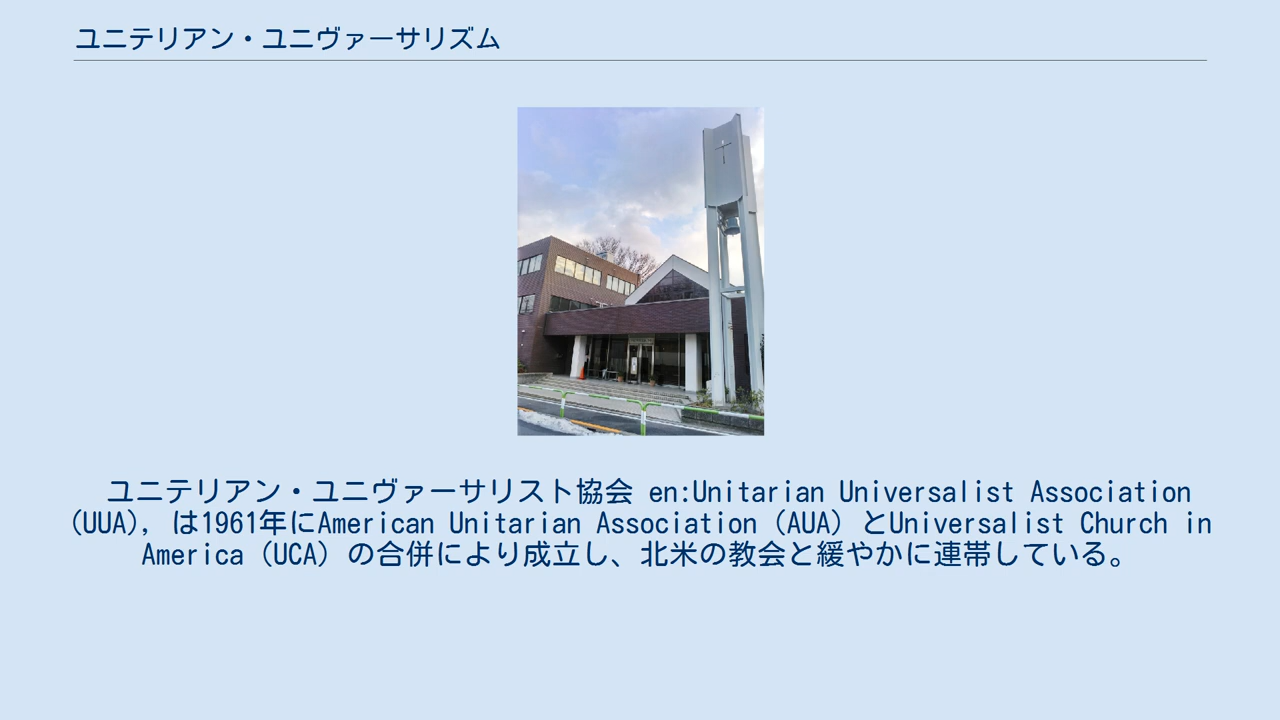 ユニテリアン・ユニヴァーサリズム
ユニテリアン・ユニヴァーサリスト協会 en:Unitarian Universalist Association
(UUA), は1961年にAmerican Unitarian Association (AUA) とUniversalist Church in
America (UCA) の合併により成立し、北米の教会と緩やかに連帯している。